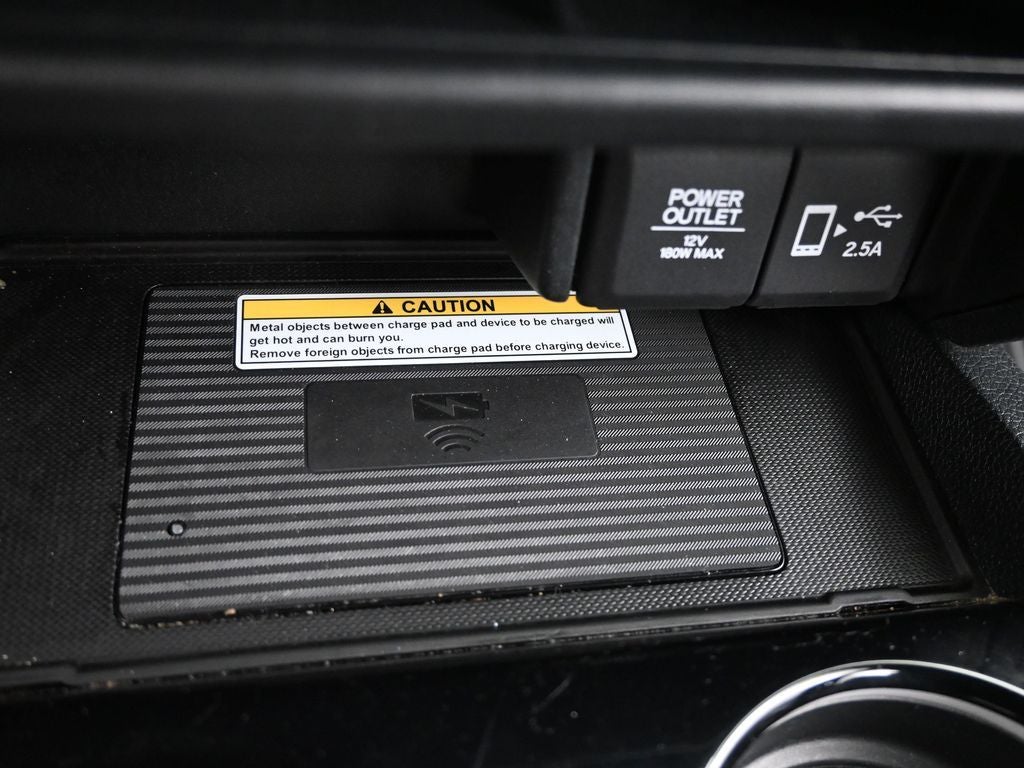 POWER
OUTLET
12V
180W MAX
2.5A
CAUTION
Metal objects between charge pad and device to be charged will
get hot and can burn you.
Remove foreign objects from charge pad before charging device.